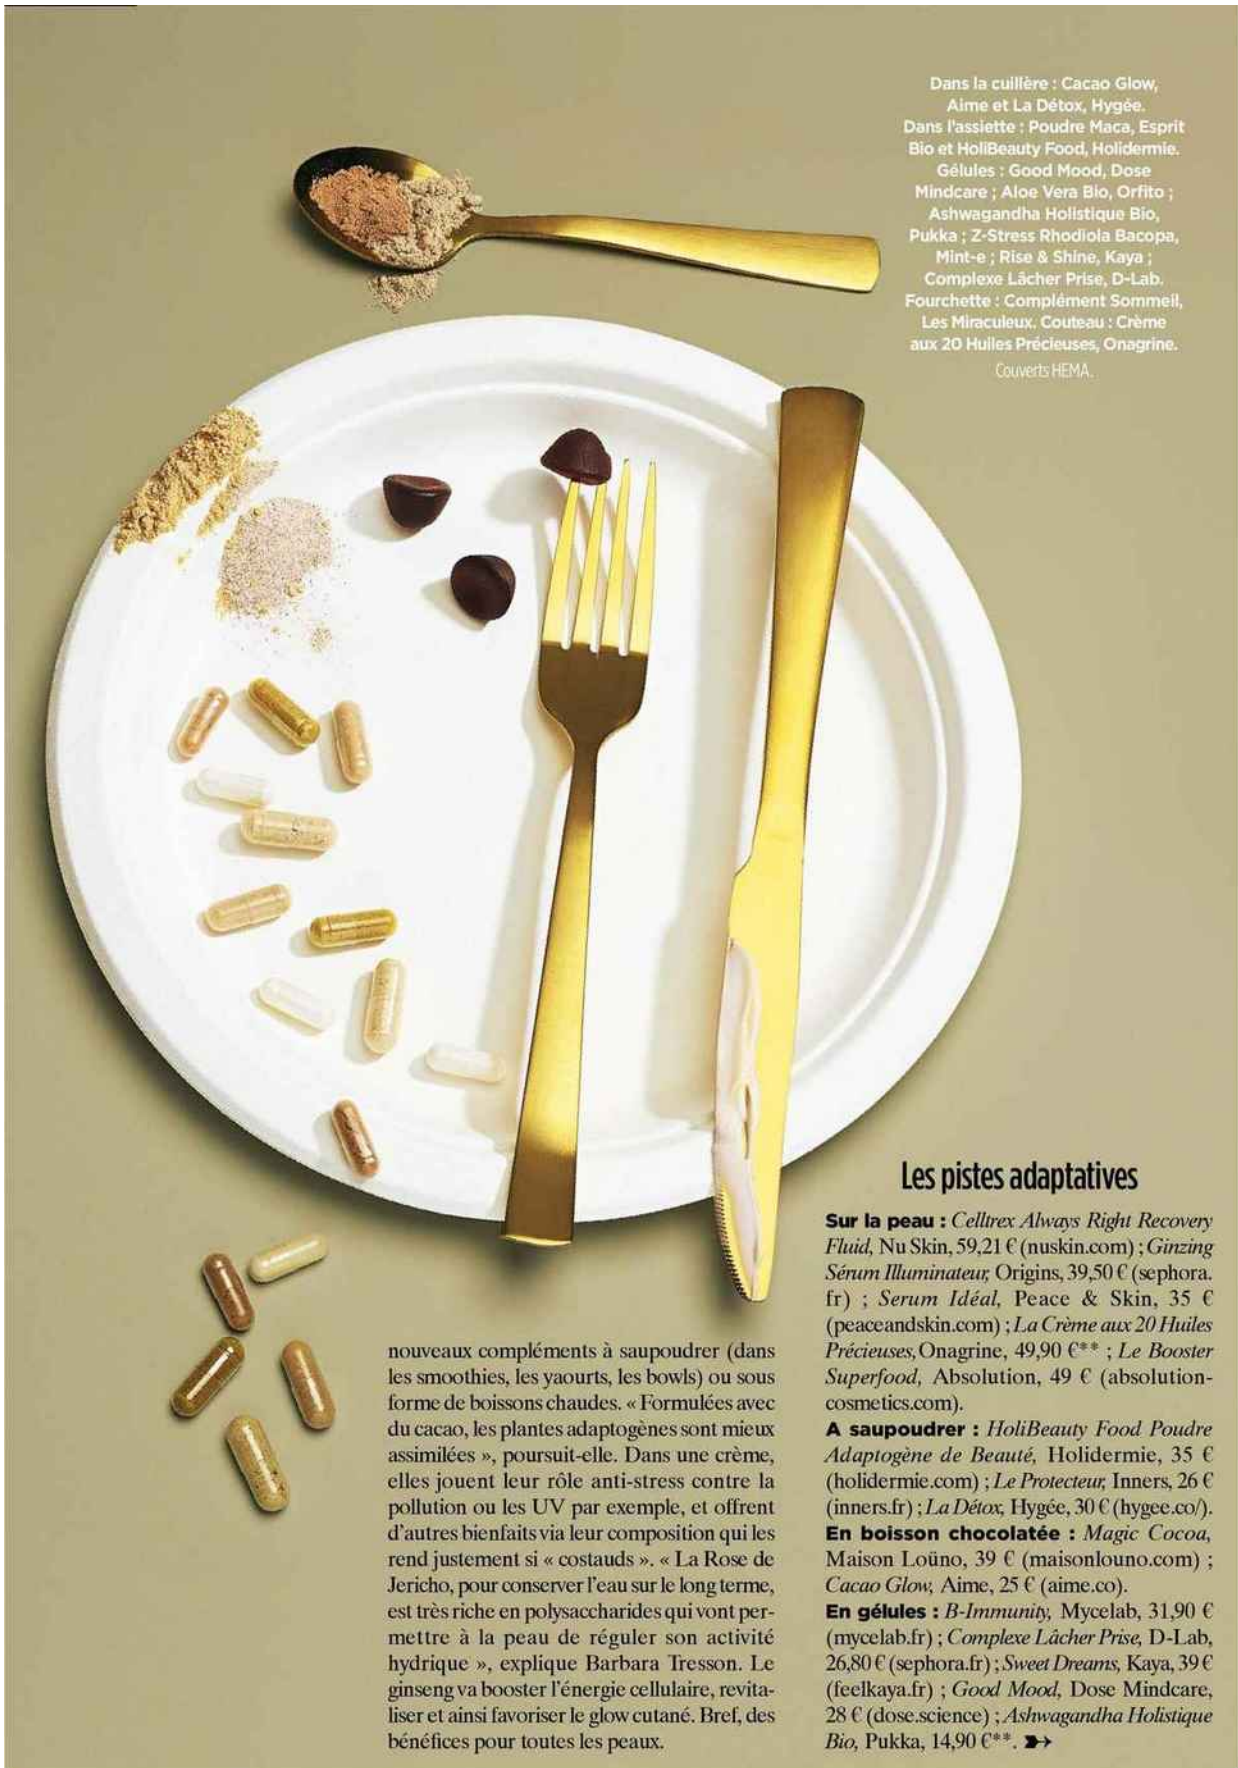 Dans la cuillère : Cacao Glow,
Aime et La Détox, Hygée.
Dans l'assiette : Poudre Maca, Esprit
Bio et HoliBeauty Food, Holidermie.
Gélules : Good Mood, Dose
Mindcare ; Aloe Vera Bio, Orfito ;
Ashwagandha Holistique Bio,
Pukka ; Z-Stress Rhodiola Bacopa,
Mint-e ; Rise & Shine, Kaya ;
Complexe Lâcher Prise, D-Lab.
Fourchette : Complément Sommeil,
Les Miraculeux. Couteau : Crème
aux 20 Huiles Précieuses, Onagrine.
Couverts HEMA.
nouveaux compléments à saupoudrer (dans
les smoothies, les yaourts, les bowls) ou sous
forme de boissons chaudes. « Formulées avec
du cacao, les plantes adaptogènes sont mieux
assimilées », poursuit-elle. Dans une crème,
elles jouent leur rôle anti-stress contre la
pollution ou les UV par exemple, et offrent
d'autres bienfaits via leur composition qui les
rend justement si « costauds ». « La Rose de
Jericho, pour conserver l'eau sur le long terme,
est très riche en polysaccharides qui vont per-
mettre à la peau de réguler son activité
hydrique », explique Barbara Tresson. Le
ginseng va booster l'énergie cellulaire, revita-
liser et ainsi favoriser le glow cutané. Bref, des
bénéfices pour toutes les peaux.
Les pistes adaptatives
Sur la peau : Celltrex Always Right Recovery
Fluid, Nu Skin, 59,21 € (nuskin.com) ; Ginzing
Sérum Illuminateur, Origins, 39,50 € (sephora.
fr) ; Serum Idéal, Peace & Skin, 35 €
(peaceandskin.com) ; La Crème aux 20 Huiles
Précieuses, Onagrine, 49,90 €** ; Le Booster
Superfood, Absolution, 49 € (absolution-
cosmetics.com).
A saupoudrer : HoliBeauty Food Poudre
Adaptogène de Beauté, Holidermie, 35 €
(holidermie.com) ; Le Protecteur, Inners, 26 €
(inners.fr) ; La Détox, Hygée, 30 € (hygee.co/).
En boisson chocolatée : Magic Cocoa,
Maison Loüno, 39 € (maisonlouno.com) ;
Cacao Glow, Aime, 25 € (aime.co).
En gélules : B-Immunity, Mycelab, 31,90 €
(mycelab.fr) ; Complexe Lâcher Prise, D-Lab,
26,80 € (sephora.fr) ; Sweet Dreams, Kaya, 39 €
(feelkaya.fr) ; Good Mood, Dose Mindcare,
28 € (dose.science) ; Ashwagandha Holistique
Bio, Pukka, 14,90 €**.